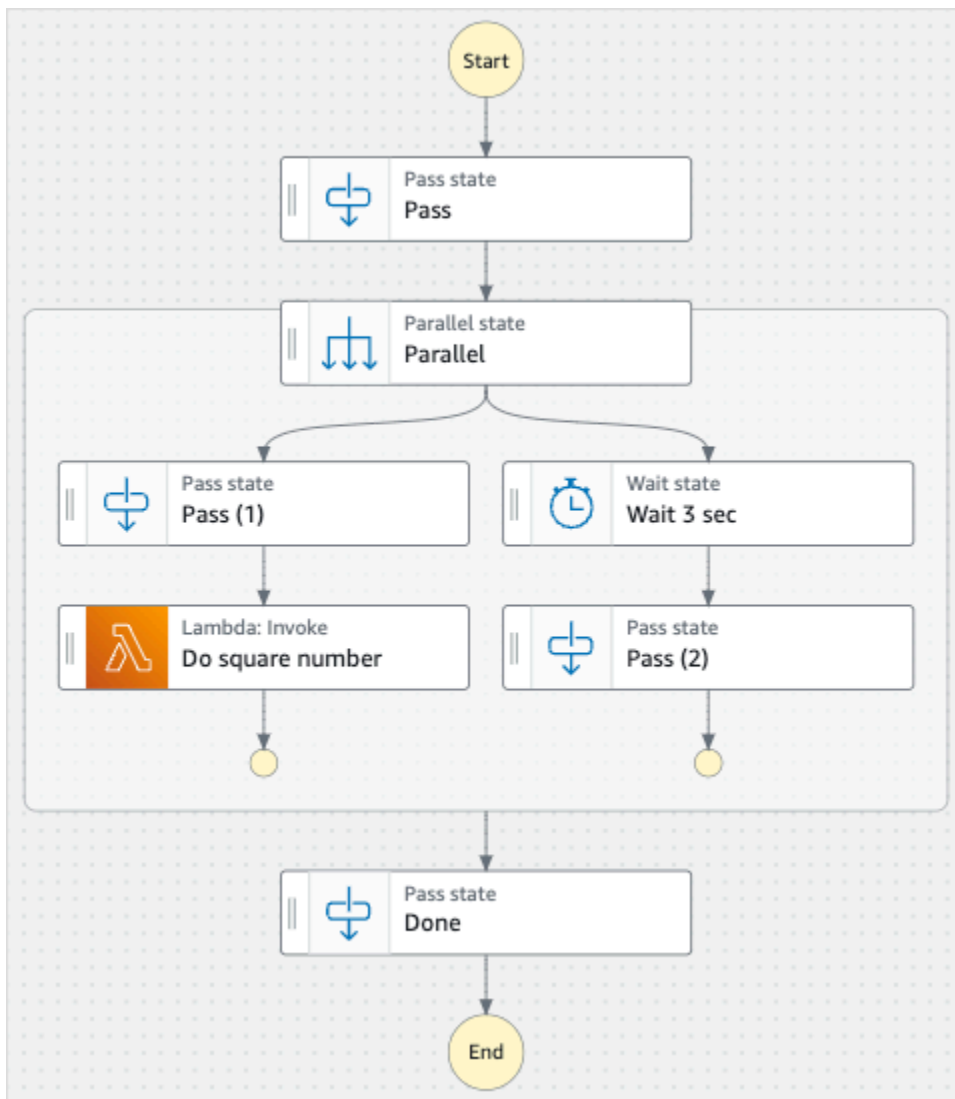 Start
Pass state
Pass
Parallel state
Parallel
Pass state
Pass (1)
Wait state
Wait 3 sec
Lambda: Invoke
Do square number
Pass state
Pass (2)
Pass state
Done
End